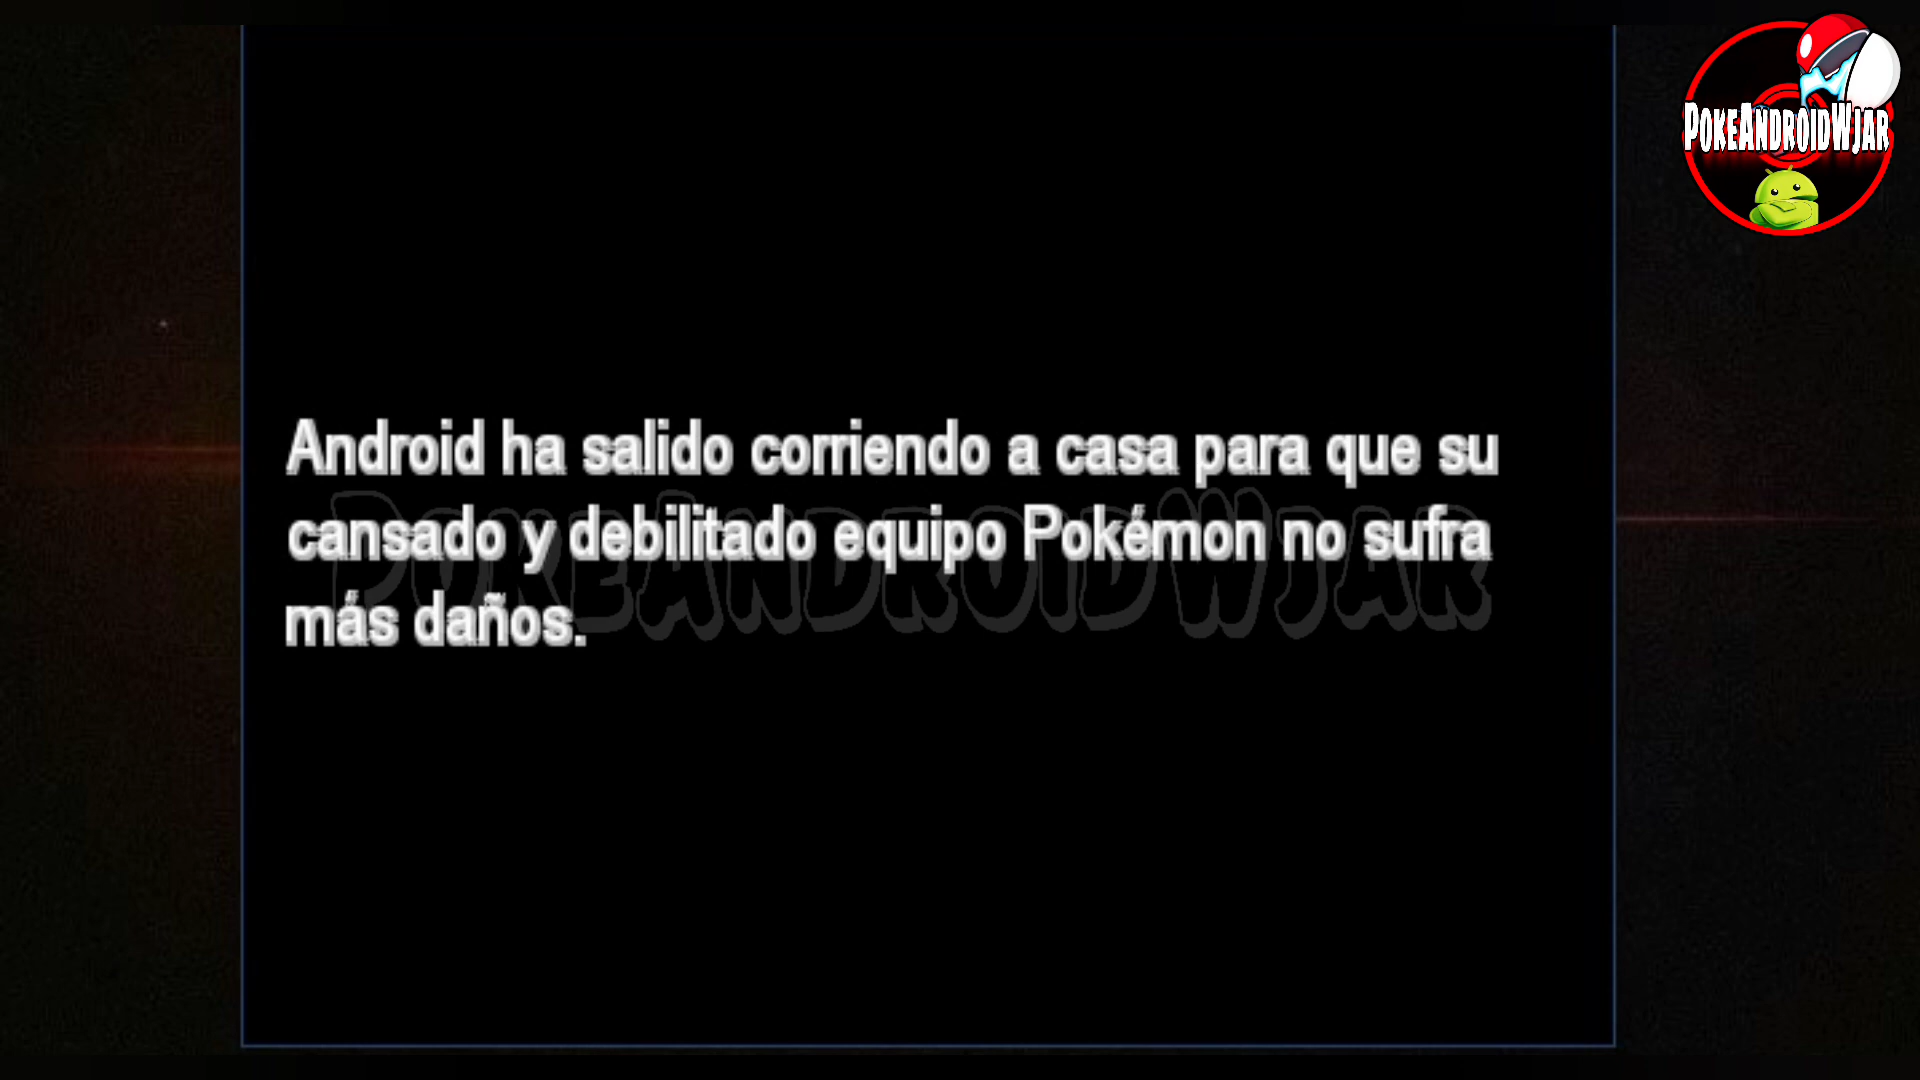 PokeAndroidWjar
Android ha salido corriendo a casa para que su
cansado y debilitado equipo Pokémon no sufra
más daños.
PokeAndroidWjar